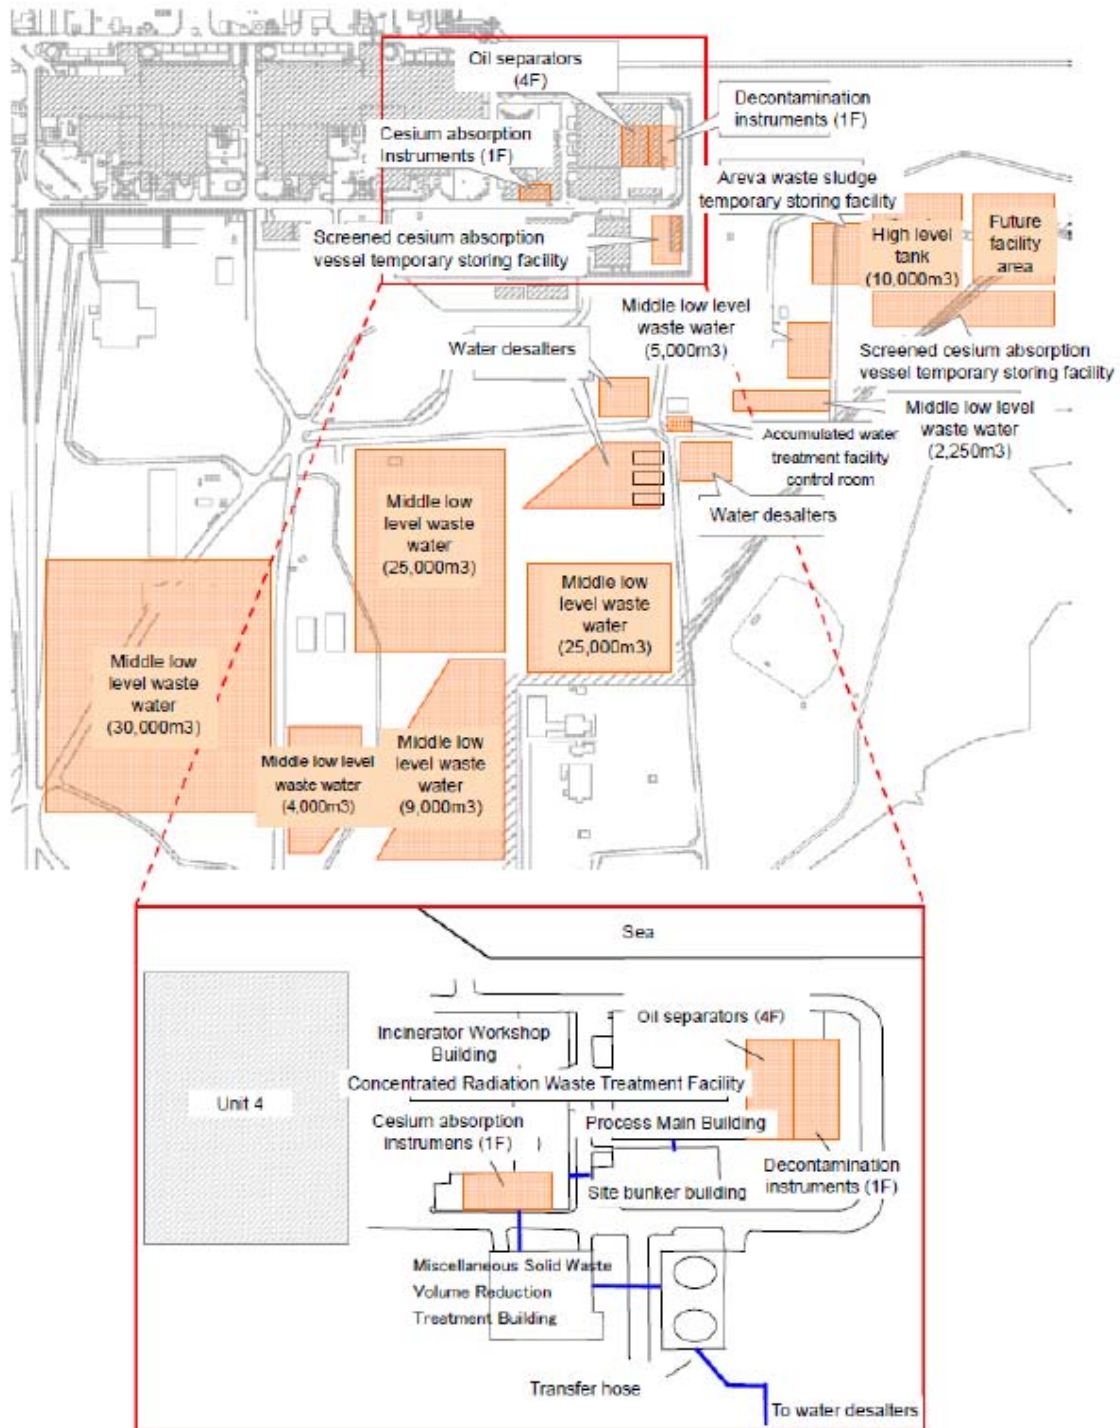 Oil separators
(4F)
Decontamination
instruments (1F)
Cesium absorption
Instruments (1F)
Areva waste sludge
temporary storing facility
High level
tank
(10,000m3)
Future
facility
area
Screened cesium absorption
vessel temporary storing facility
Middle low level
waste water
(5,000m3)
Water desalters
Screened cesium absorption
vessel temporary storing facility
Middle low level
waste water
(2,250m3)
Accumulated water
treatment facility
control room
Water desalters
Middle low
level waste
water
(25,000m3)
Middle low
level waste
water
(25,000m3)
Middle low
level waste
water
(30,000m3)
Middle low level
waste water
(4,000m3)
Middle low
level waste
water
(9,000m3)
Sea
Oil separators (4F)
Incinerator Workshop
Building
Concentrated Radiation Waste Treatment Facility
Unit 4
Cesium absorption
instrumens (1F) )
Process Main Building
Decontamination
instruments (1F)
Site bunker building
Miscellaneous Solid Waste
Volume Reduction
Treatment Building
Transfer hose
To water desalters